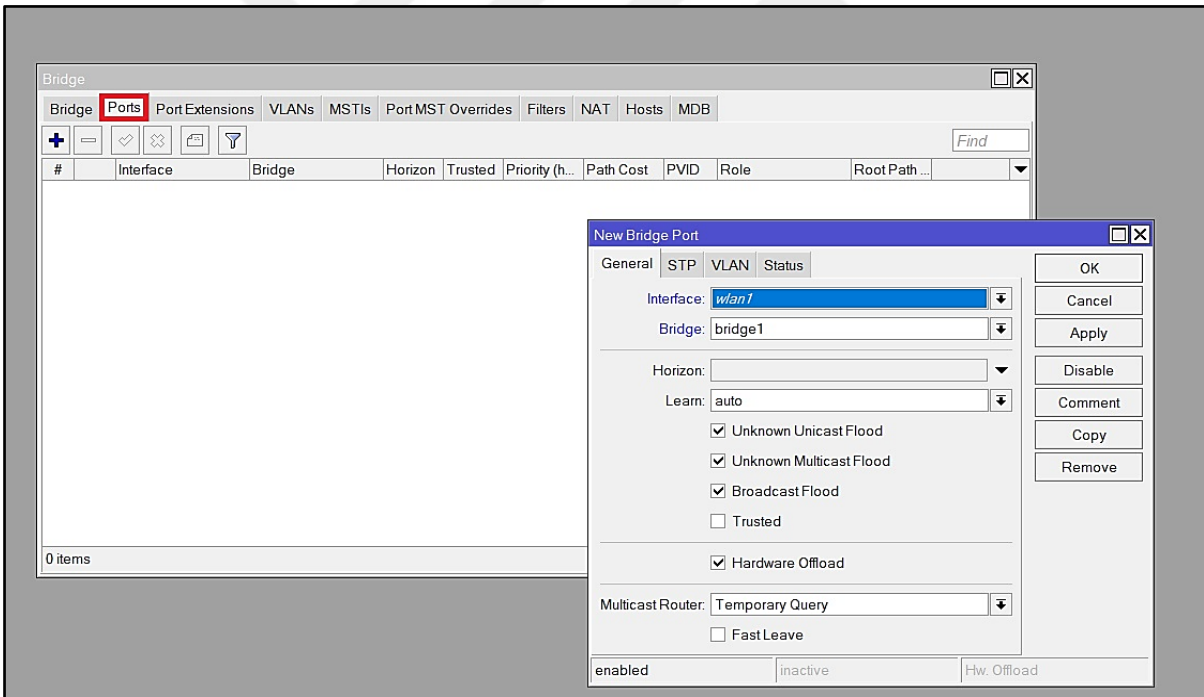 Bridge
Bridge Ports Port Extensions VLANs MSTIs Port MST Overrides Filters NAT Hosts MDB
Find
# Interface Bridge Horizon Trusted Priority (h... Path Cost PVID Role Root Path ...
0 items
New Bridge Port
General STP VLAN Status
Interface: wlan1
Bridge: bridge1
Horizon:
Learn: auto
Unknown Unicast Flood
Unknown Multicast Flood
Broadcast Flood
Trusted
Hardware Offload
Multicast Router: Temporary Query
Fast Leave
OK
Cancel
Apply
Disable
Comment
Copy
Remove
enabled inactive Hw. Offload